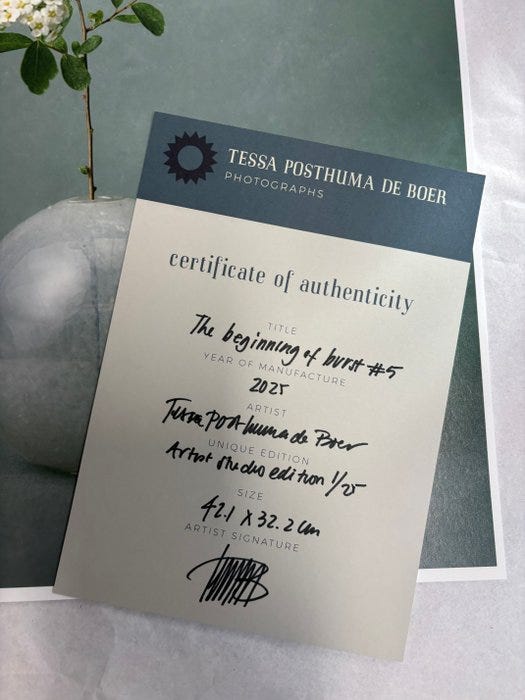 TESSA POSTHUMA DE BOER
PHOTOGRAPHS
certificate of authenticity
TITLE
The beginning of burst #5
YEAR OF MANUFACTURE
2025
ARTIST
Tessa Posthuma de Boer
UNIQUE EDITION
Artist studio edition 1/25
SIZE
42.1 x 32.2 cm
ARTIST SIGNATURE